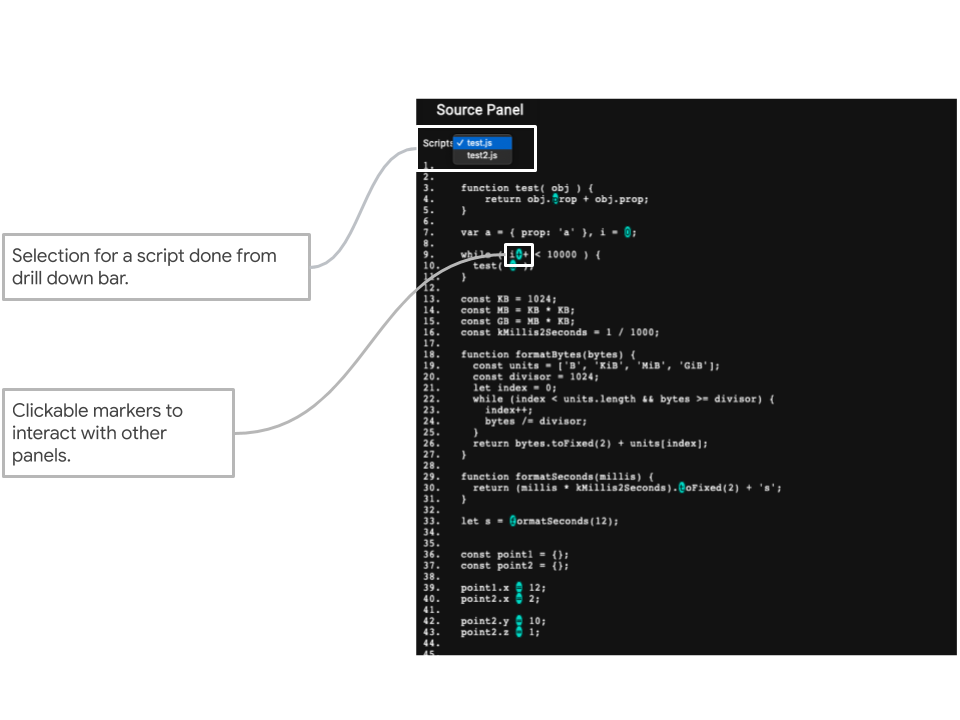 Source Panel
Scripts ✓ test.js
test2.js
1.
2.
3. function test( obj ) {
4. return obj.prop + obj.prop;
5. }
6.
7. var a = { prop: 'a' }, i = 0;
8.
9. while ( i++ < 10000 ) {
10. test( );
11. }
12.
13. const KB = 1024;
14. const MB = KB * KB;
15. const GB = MB * KB;
16. const kMillis2Seconds = 1 / 1000;
17.
18. function formatBytes(bytes) {
19. const units = ['B', 'KiB', 'MiB', 'GiB'];
20. const divisor = 1024;
21. let index = 0;
22. while (index < units.length && bytes >= divisor) {
23. index++;
24. bytes /= divisor;
25. }
26. return bytes.toFixed(2) + units[index];
27. }
28.
29. function formatSeconds(millis) {
30. return (millis * kMillis2Seconds).toFixed(2) + 's';
31. }
32.
33. let s = formatSeconds(12);
34.
35.
36. const point1 = {};
37. const point2 = {};
38.
39. point1.x = 12;
40. point2.x = 2;
41.
42. point2.y = 10;
43. point2.z = 1;
44.
45.
Selection for a script done from
drill down bar.
Clickable markers to
interact with other
panels.